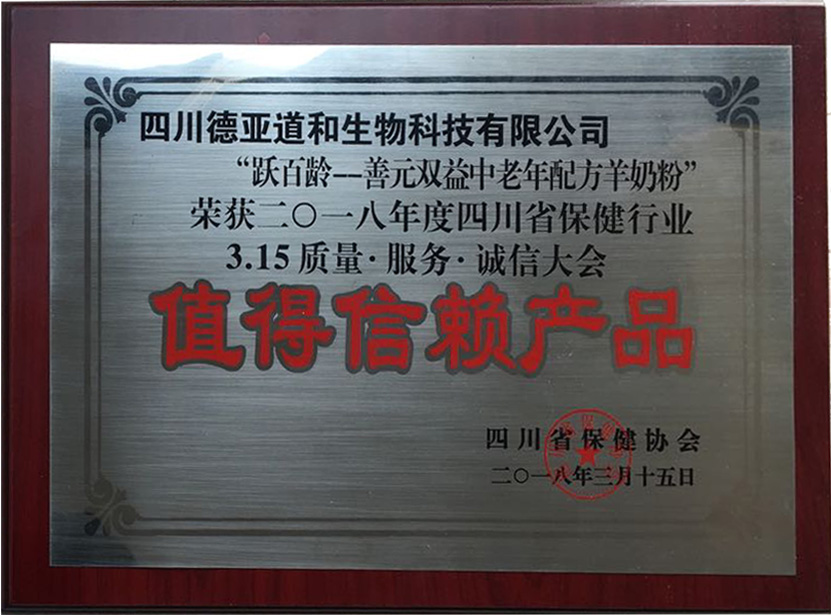 四川德亚道和生物科技有限公司
“跃百龄--善元双益中老年配方羊奶粉”
荣获二〇一八年度四川省保健行业
3.15质量·服务·诚信大会
值得信赖产品
四川省保健协会
二〇一八年三月十五日